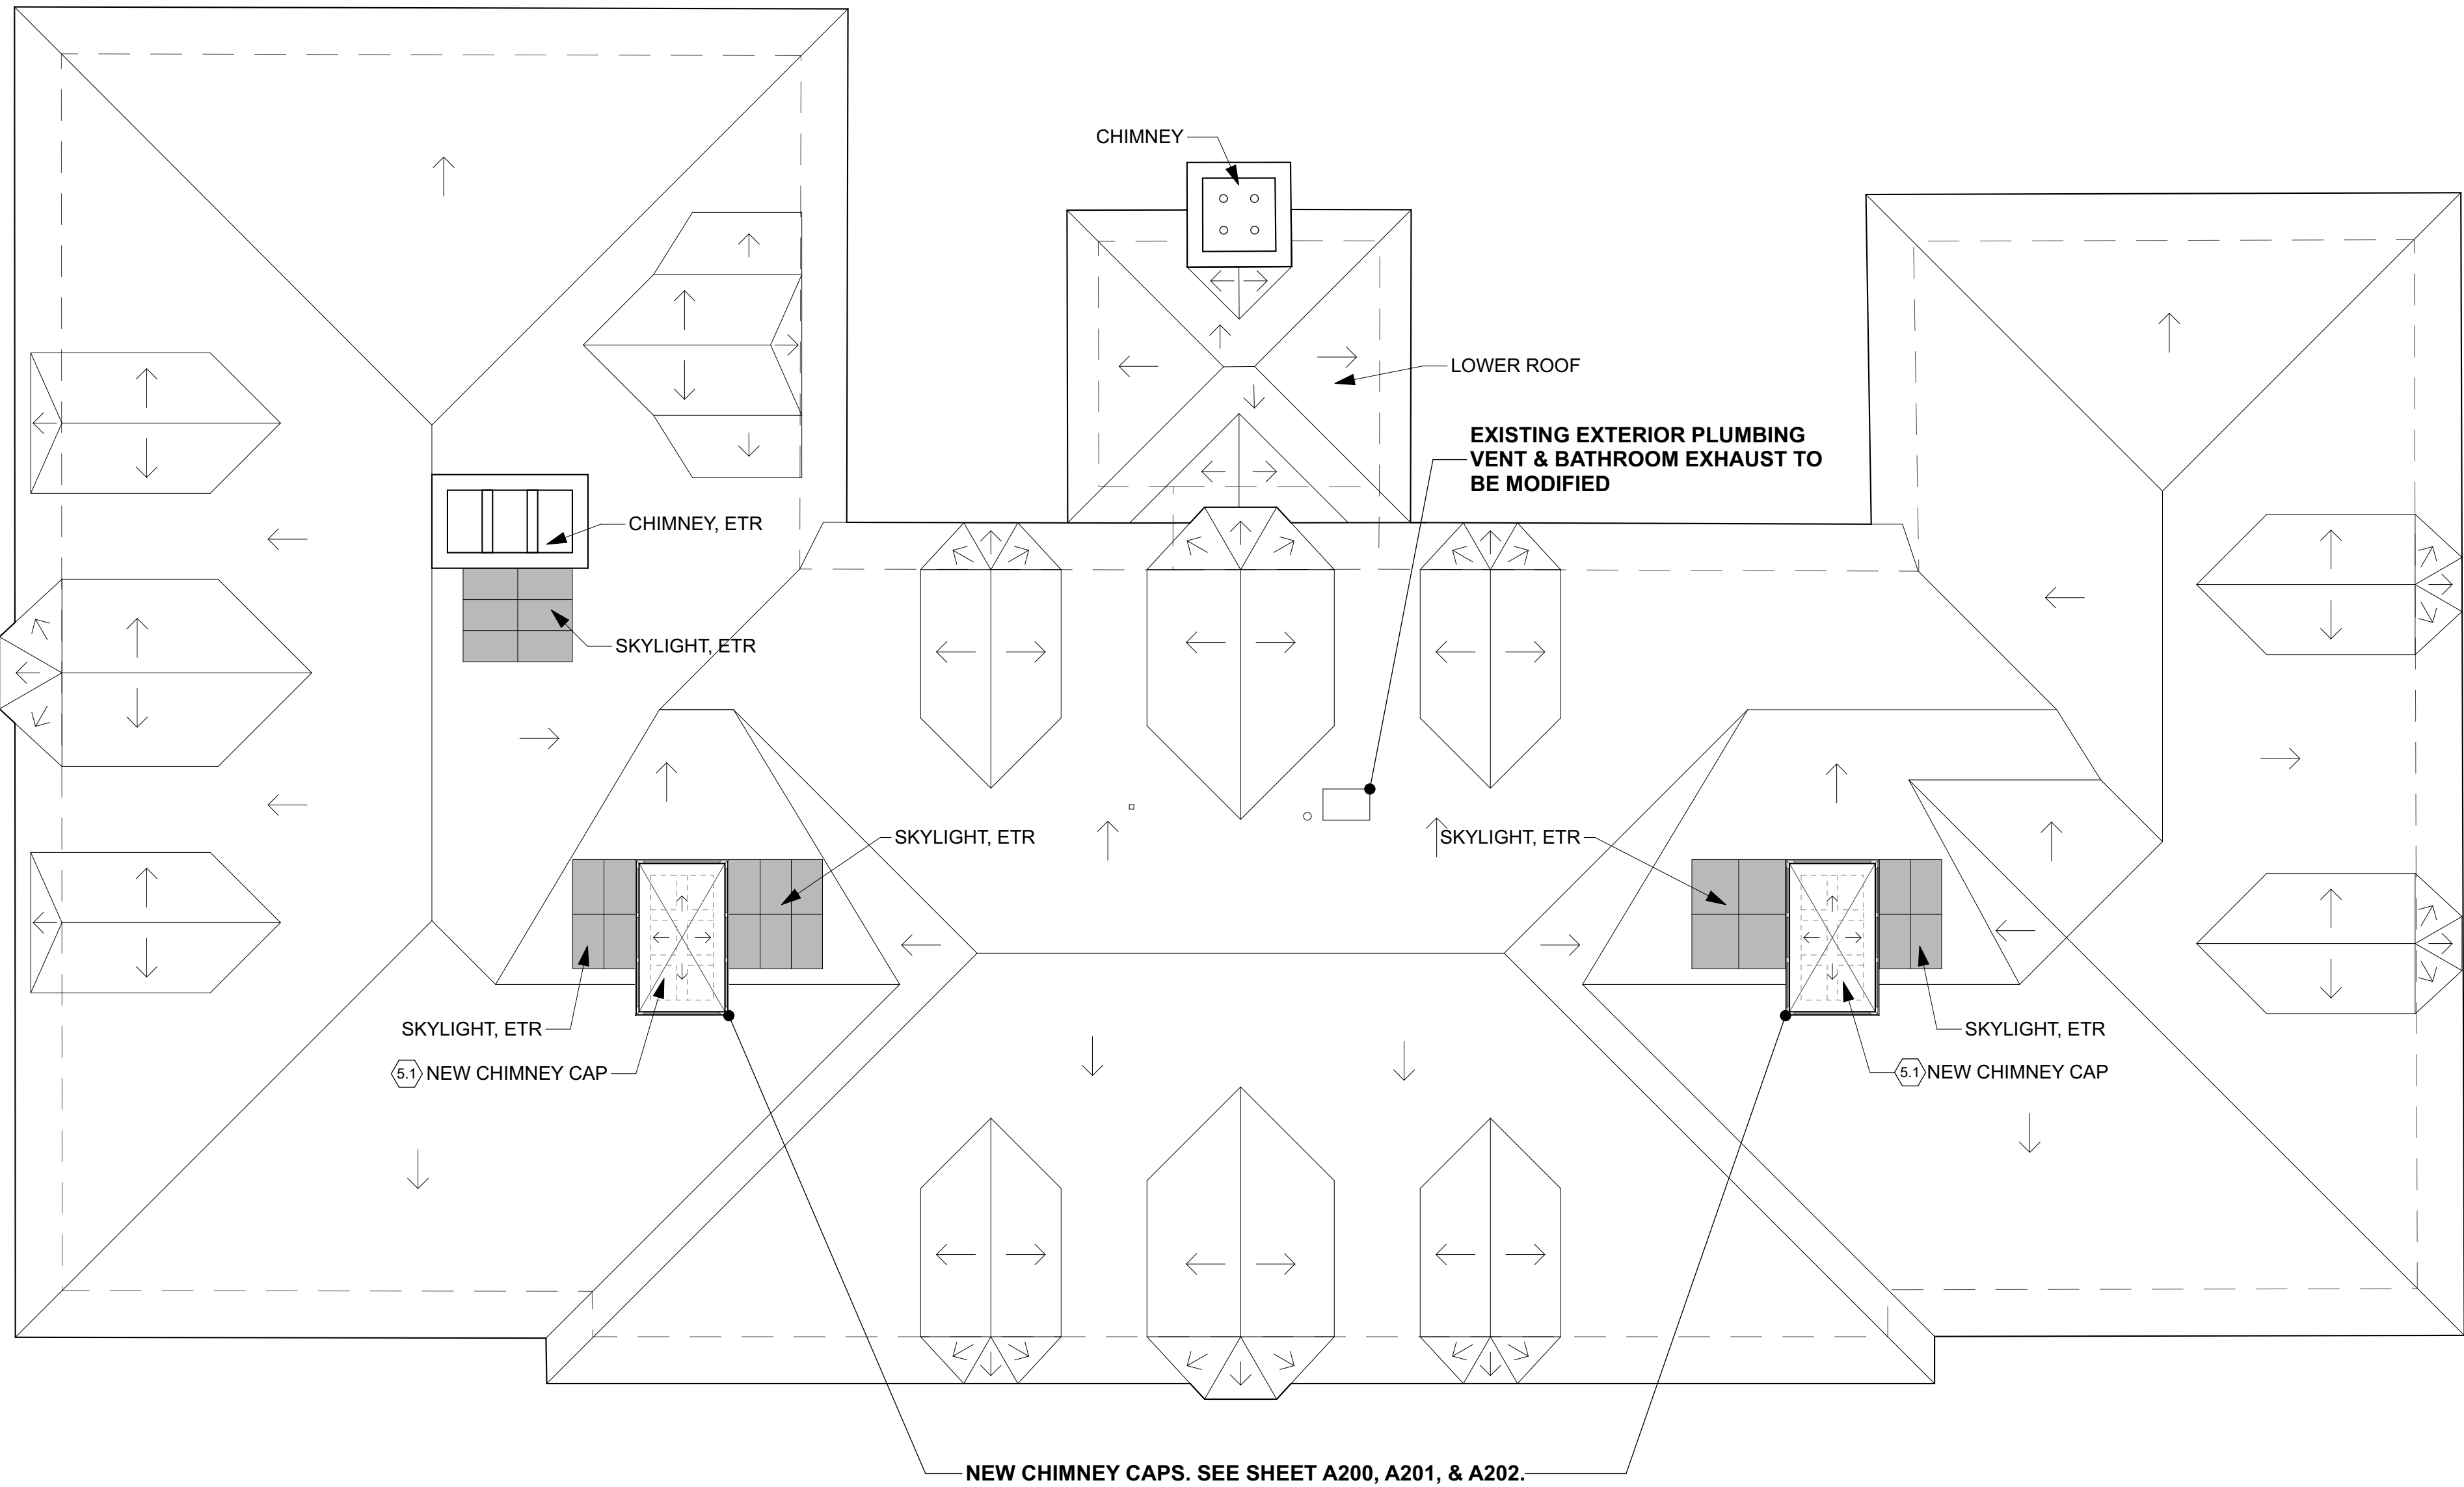 CHIMNEY
LOWER ROOF
EXISTING EXTERIOR PLUMBING
VENT & BATHROOM EXHAUST TO
BE MODIFIED
CHIMNEY, ETR
SKYLIGHT, ETR
SKYLIGHT, ETR
SKYLIGHT, ETR
SKYLIGHT, ETR
SKYLIGHT, ETR
5.1 NEW CHIMNEY CAP
5.1 NEW CHIMNEY CAP
NEW CHIMNEY CAPS. SEE SHEET A200, A201, & A202.